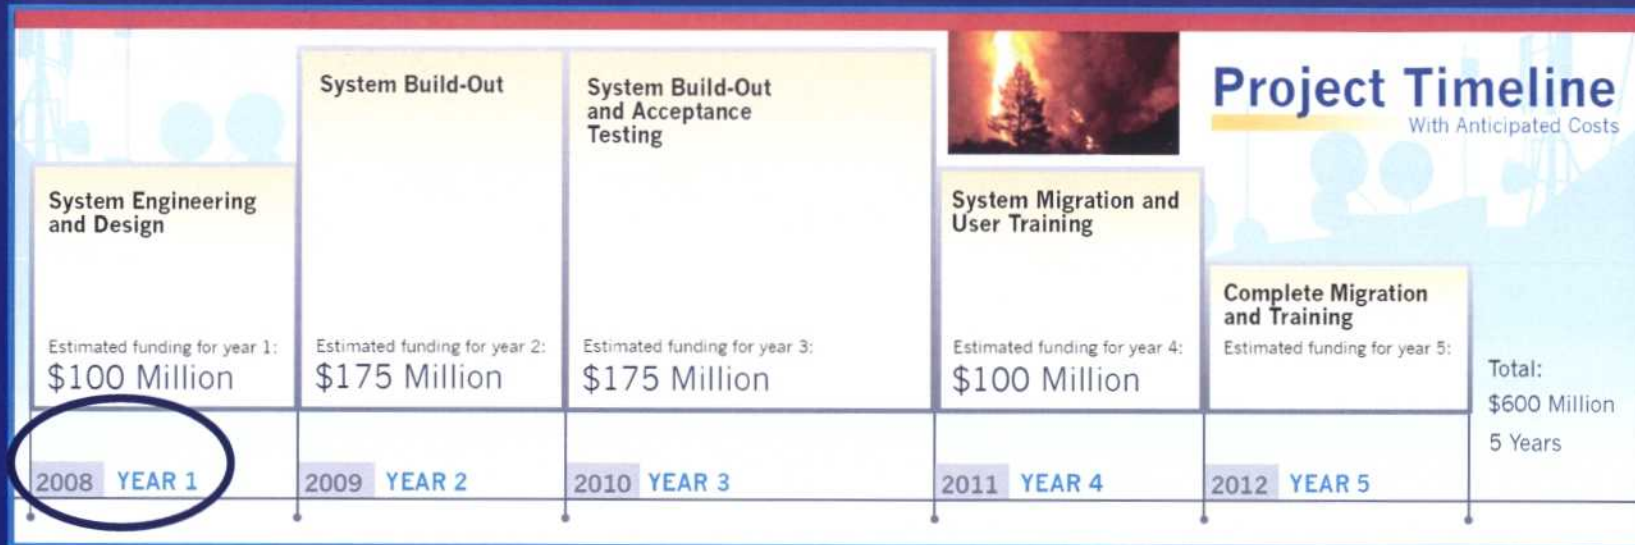 Project Timeline
With Anticipated Costs
System Engineering
and Design
Estimated funding for year 1:
$100 Million
2008 YEAR 1
System Build-Out
Estimated funding for year 2:
$175 Million
2009 YEAR 2
System Build-Out
and Acceptance
Testing
Estimated funding for year 3:
$175 Million
2010 YEAR 3
System Migration and
User Training
Estimated funding for year 4:
$100 Million
2011 YEAR 4
Complete Migration
and Training
Estimated funding for year 5:
2012 YEAR 5
Total:
$600 Million
5 Years